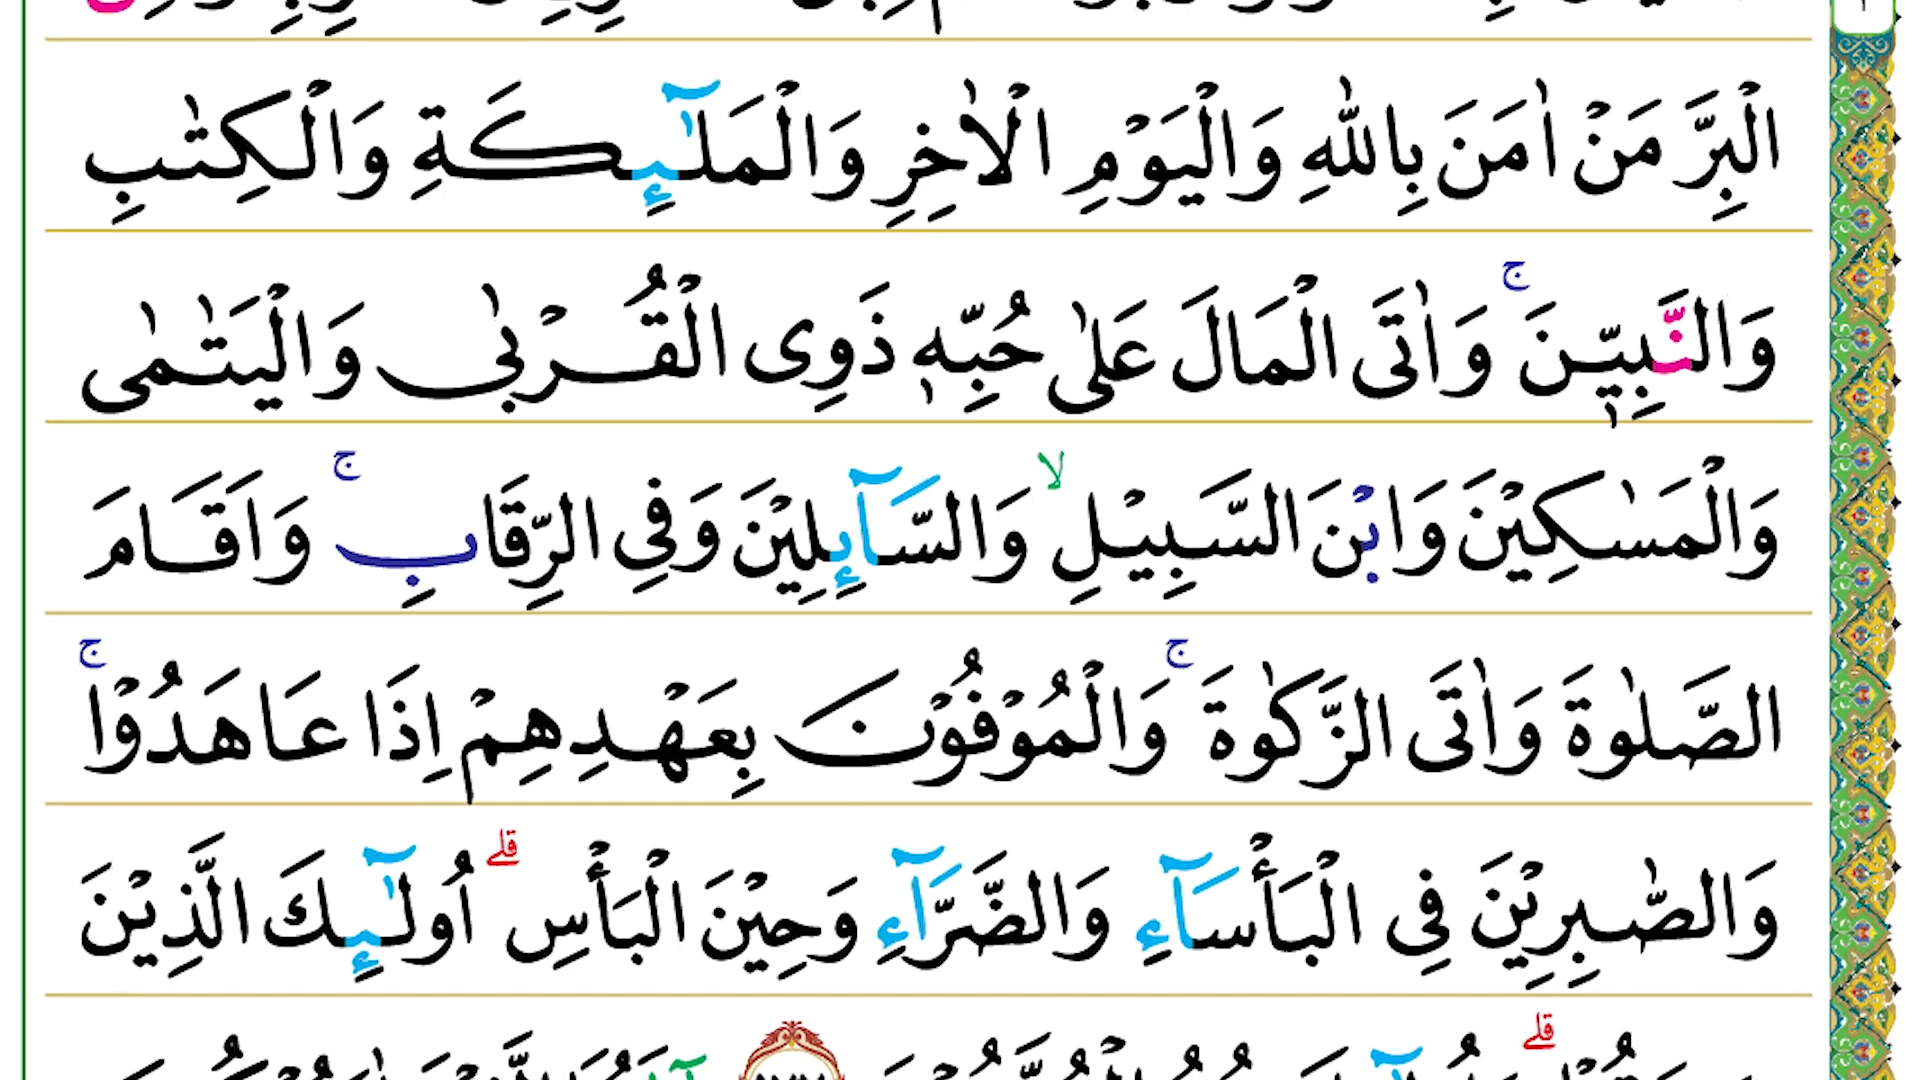 الْبِرَّ مَنْ اٰمَنَ بِاللّٰهِ وَالْيَوْمِ الْاٰخِرِ وَالْمَلٰٓئِكَةِ وَالْكِتٰبِ
وَالنَّبِيّٖنَ ۚ وَاٰتَى الْمَالَ عَلٰى حُبِّهٖ ذَوِى الْقُرْبٰى وَالْيَتٰمٰى
وَالْمَسٰكِيْنَ وَابْنَ السَّبِيْلِ ۙ وَالسَّآئِلِيْنَ وَفِى الرِّقَابِ ۚ وَاَقَامَ
الصَّلٰوةَ وَاٰتَى الزَّكٰوةَ ۚ وَالْمُوْفُوْنَ بِعَهْدِهِمْ اِذَا عَاهَدُوْا ۚ
وَالصّٰبِرِيْنَ فِى الْبَأْسَآءِ وَالضَّرَّآءِ وَحِيْنَ الْبَأْسِ ۗ اُولٰٓئِكَ الَّذِيْنَ